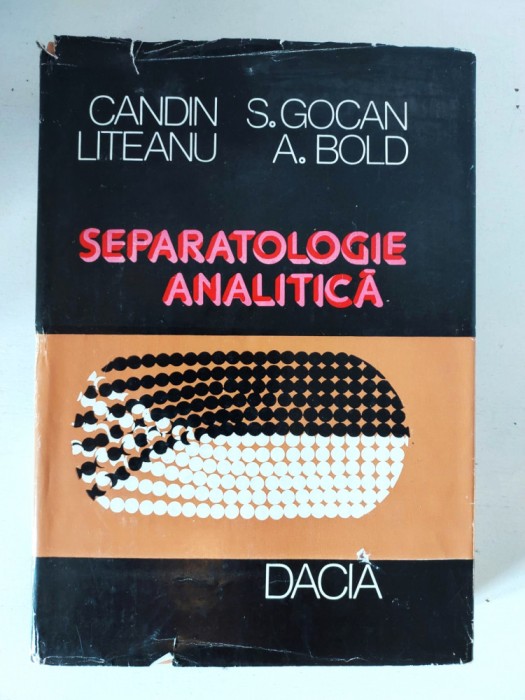 CANDIN S. GOCAN
LITEANU A. BOLD
SEPARATOLOGIE
ANALITICĂ
DACIA